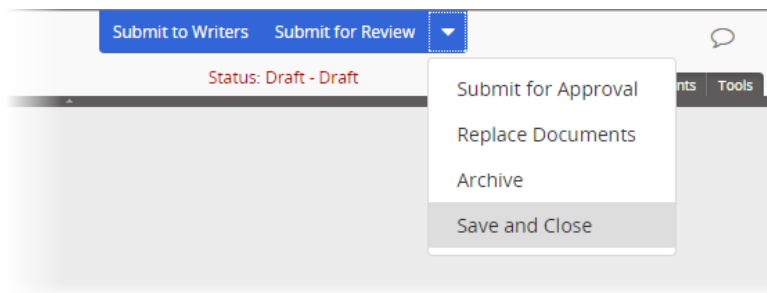 Submit to Writers Submit for Review
Status: Draft - Draft
Submit for Approval
Tools
Replace Documents
Archive
Save and Close